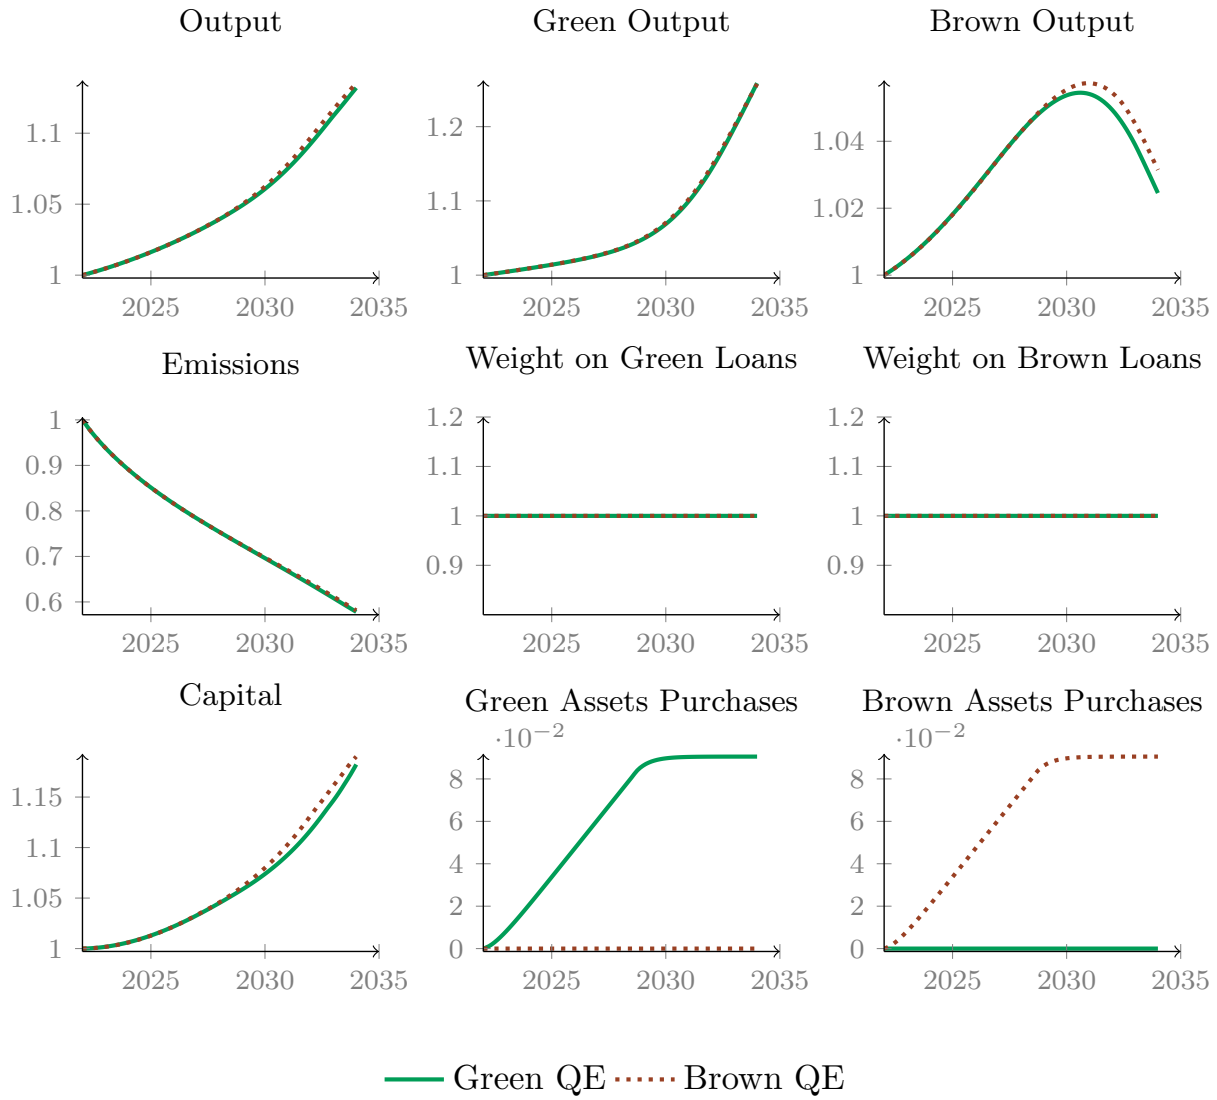 Output Green Output Brown Output
1.1 1.05 1
2025 2030 2035
1.2 1.1 1
2025 2030 2035
1.04 1.02 1
2025 2030 2035
Emissions Weight on Green Loans Weight on Brown Loans
1 0.9 0.8 0.7 0.6
2025 2030 2035
1.2 1.1 1 0.9
2025 2030 2035
1.2 1.1 1 0.9
2025 2030 2035
Capital Green Assets Purchases Brown Assets Purchases
1.15 1.1 1.05 1
2025 2030 2035
·10⁻²
8 6 4 2 0
2025 2030 2035
·10⁻²
8 6 4 2 0
2025 2030 2035
Green QE Brown QE